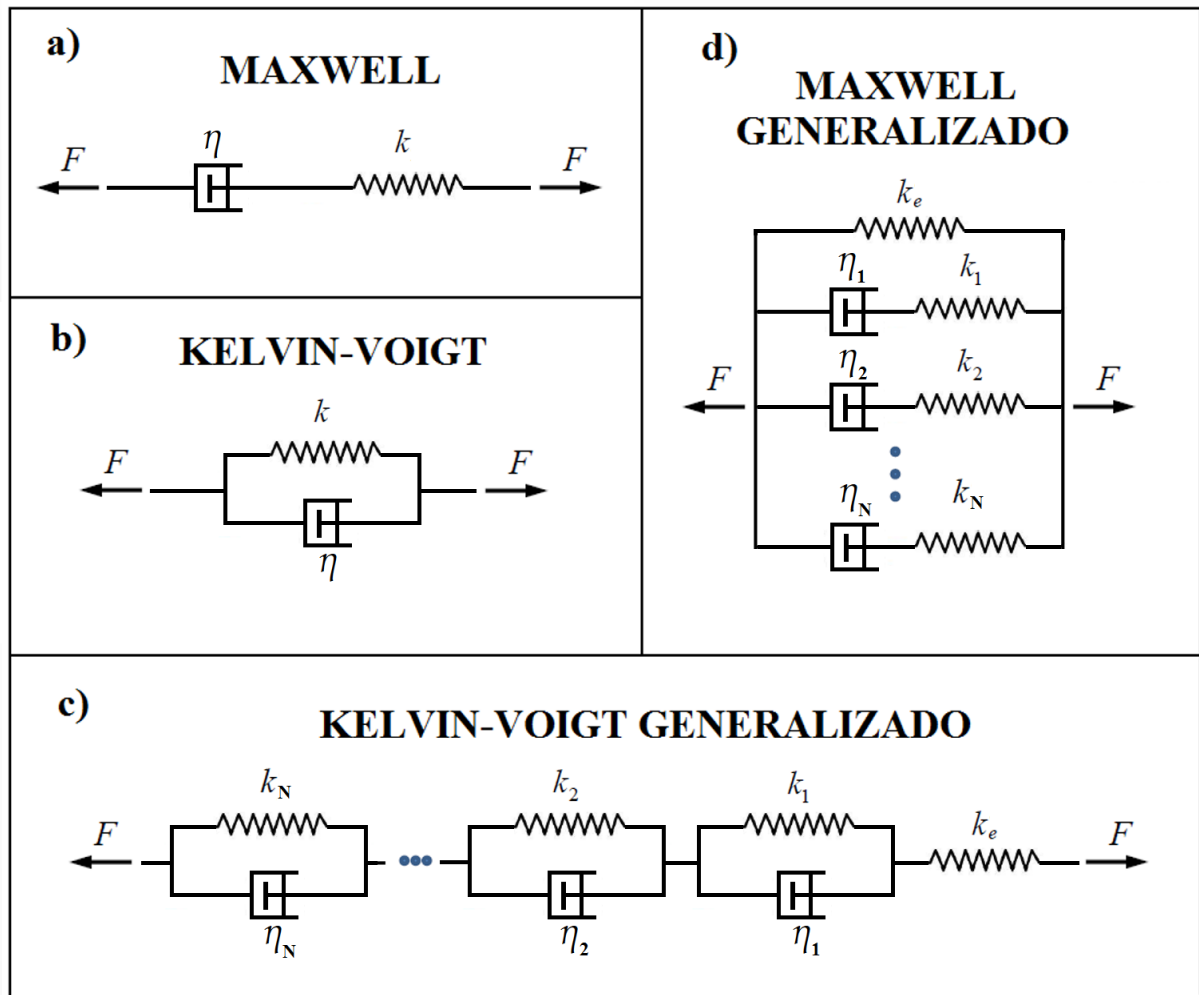 a)
MAXWELL
η
k
F
F
b)
KELVIN-VOIGT
k
F
F
η
d)
MAXWELL
GENERALIZADO
kₑ
η₁
k₁
η₂
k₂
F
F
η_N
k_N
c)
KELVIN-VOIGT GENERALIZADO
k_N
k₂
k₁
kₑ
F
F
η_N
η₂
η₁